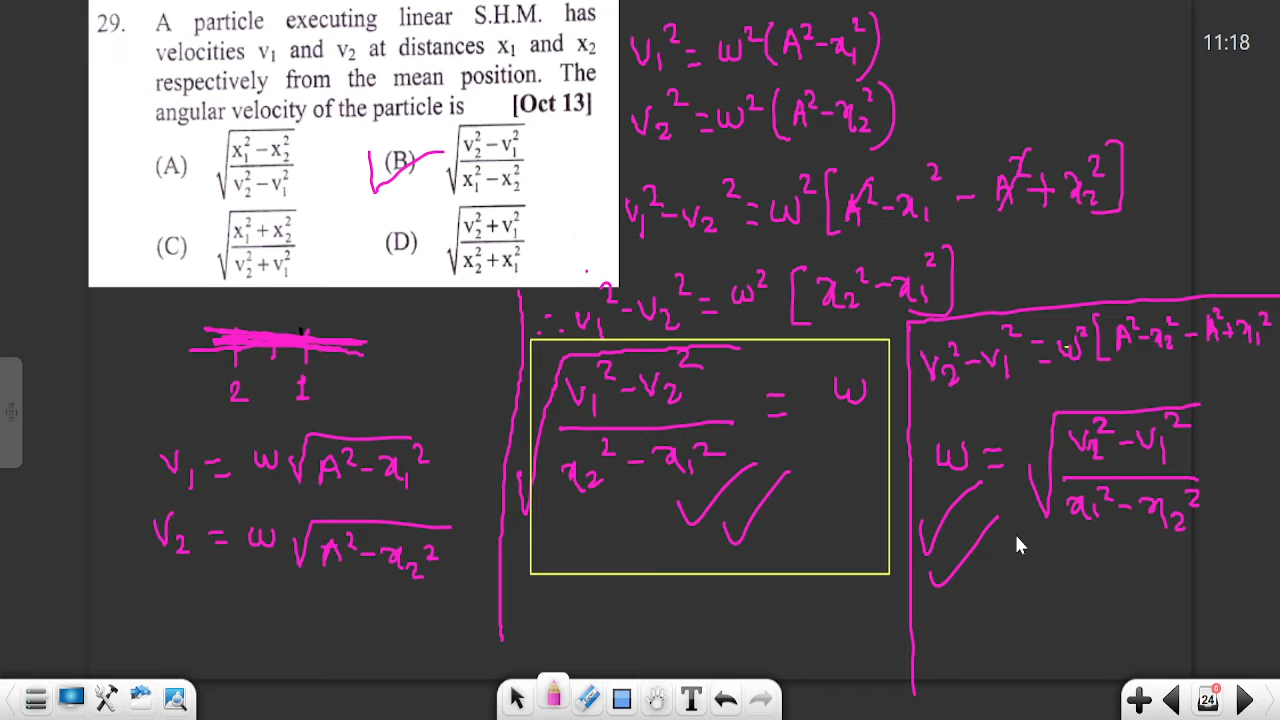 29. A particle executing linear S.H.M. has
velocities v₁ and v₂ at distances x₁ and x₂
respectively from the mean position. The
angular velocity of the particle is [Oct 13]
(A) √((x₁² − x₂²)/(v₂² − v₁²)) (B) √((v₂² − v₁²)/(x₁² − x₂²))
(C) √((x₁² + x₂²)/(v₂² + v₁²)) (D) √((v₂² + v₁²)/(x₂² + x₁²))
2 1
v₁ = ω√(A² − x₁²)
v₂ = ω√(A² − x₂²)
v₁² = ω²(A² − x₁²)
v₂² = ω²(A² − x₂²)
v₁² − v₂² = ω²[A² − x₁² − A² + x₂²]
∴ v₁² − v₂² = ω²[x₂² − x₁²]
√((v₁² − v₂²)/(x₂² − x₁²)) = ω
v₂² − v₁² = ω²[A² − x₂² − A² + x₁²
ω = √((v₂² − v₁²)/(x₁² − x₂²))
11:18
T
24
0